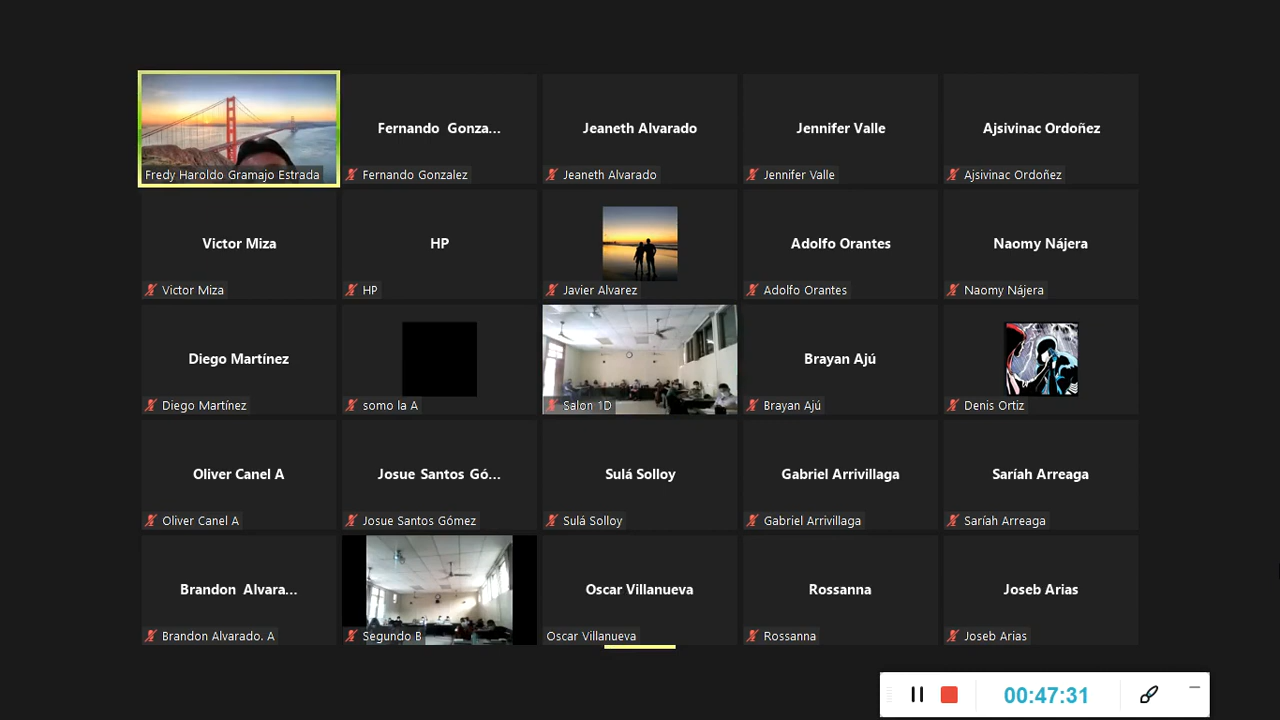 Fredy Haroldo Gramajo Estrada
Fernando Gonza...
Fernando Gonzalez
Jeaneth Alvarado
Jeaneth Alvarado
Jennifer Valle
Jennifer Valle
Ajsivinac Ordoñez
Ajsivinac Ordoñez
Victor Miza
Victor Miza
HP
HP
Javier Alvarez
Adolfo Orantes
Adolfo Orantes
Naomy Nájera
Naomy Nájera
Diego Martínez
Diego Martínez
somo la A
Salon 1D
Brayan Ajú
Brayan Ajú
Denis Ortiz
Oliver Canel A
Oliver Canel A
Josue Santos Gó...
Josue Santos Gómez
Sulá Solloy
Sulá Solloy
Gabriel Arrivillaga
Gabriel Arrivillaga
Saríah Arreaga
Saríah Arreaga
Brandon Alvara...
Brandon Alvarado. A
Segundo B
Oscar Villanueva
Oscar Villanueva
Rossanna
Rossanna
Joseb Arias
Joseb Arias
00:47:31